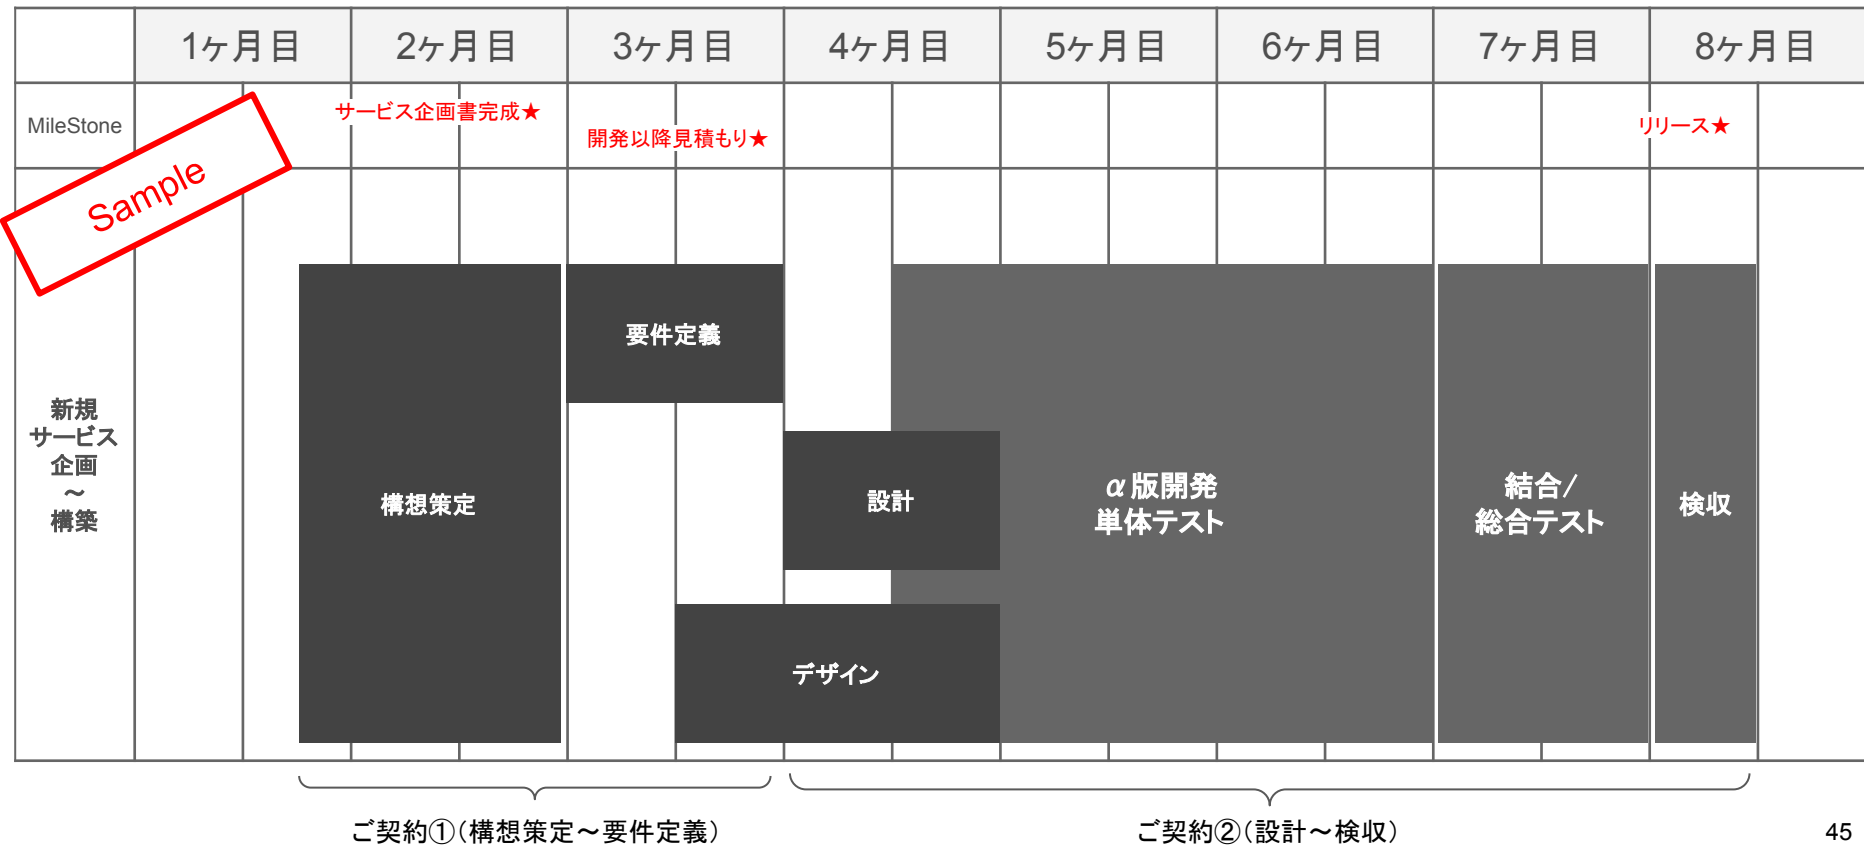 1ヶ月目 2ヶ月目 3ヶ月目 4ヶ月目 5ヶ月目 6ヶ月目 7ヶ月目 8ヶ月目
MileStone
サービス企画書完成★
開発以降見積もり★
リリース★
Sample
新規
サービス
企画
～
構築
構想策定
要件定義
設計
デザイン
α版開発
単体テスト
結合/
総合テスト
検収
ご契約①(構想策定～要件定義)
ご契約②(設計～検収)
45